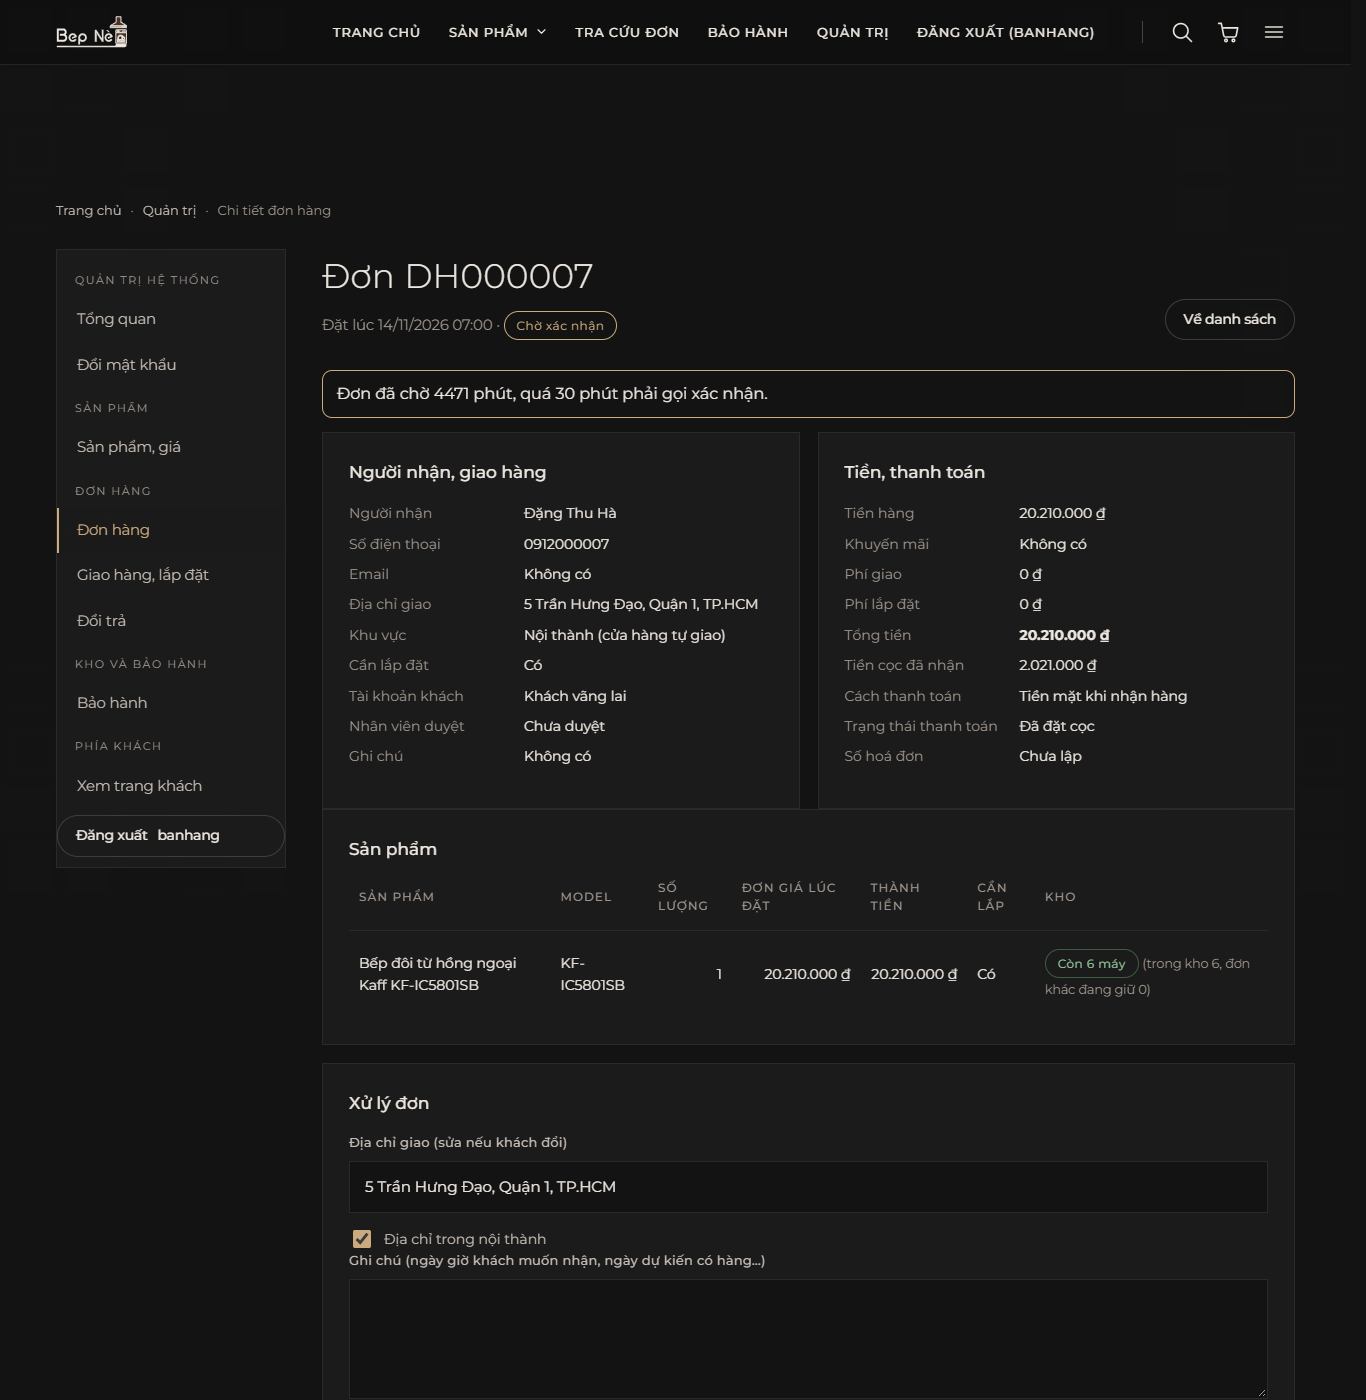 Bep Nè
TRANG CHỦ
SẢN PHẨM
TRA CỨU ĐƠN
BẢO HÀNH
QUẢN TRỊ
ĐĂNG XUẤT (BANHANG)
Trang chủ · Quản trị · Chi tiết đơn hàng
QUẢN TRỊ HỆ THỐNG
Tổng quan
Đổi mật khẩu
SẢN PHẨM
Sản phẩm, giá
ĐƠN HÀNG
Đơn hàng
Giao hàng, lắp đặt
Đổi trả
KHO VÀ BẢO HÀNH
Bảo hành
PHÍA KHÁCH
Xem trang khách
Đăng xuất banhang
Đơn DH000007
Đặt lúc 14/11/2026 07:00 · Chờ xác nhận
Về danh sách
Đơn đã chờ 4471 phút, quá 30 phút phải gọi xác nhận.
Người nhận, giao hàng
Người nhận Đặng Thu Hà
Số điện thoại 0912000007
Email Không có
Địa chỉ giao 5 Trần Hưng Đạo, Quận 1, TP.HCM
Khu vực Nội thành (cửa hàng tự giao)
Cần lắp đặt Có
Tài khoản khách Khách vãng lai
Nhân viên duyệt Chưa duyệt
Ghi chú Không có
Tiền, thanh toán
Tiền hàng 20.210.000 ₫
Khuyến mãi Không có
Phí giao 0 ₫
Phí lắp đặt 0 ₫
Tổng tiền 20.210.000 ₫
Tiền cọc đã nhận 2.021.000 ₫
Cách thanh toán Tiền mặt khi nhận hàng
Trạng thái thanh toán Đã đặt cọc
Số hoá đơn Chưa lập
Sản phẩm
SẢN PHẨM
MODEL
SỐ
LƯỢNG
ĐƠN GIÁ LÚC
ĐẶT
THÀNH
TIỀN
CẦN
LẮP
KHO
Bếp đôi từ hồng ngoại
Kaff KF-IC5801SB
KF-
IC5801SB
1
20.210.000 ₫
20.210.000 ₫
Có
Còn 6 máy (trong kho 6, đơn
khác đang giữ 0)
Xử lý đơn
Địa chỉ giao (sửa nếu khách đổi)
5 Trần Hưng Đạo, Quận 1, TP.HCM
Địa chỉ trong nội thành
Ghi chú (ngày giờ khách muốn nhận, ngày dự kiến có hàng...)